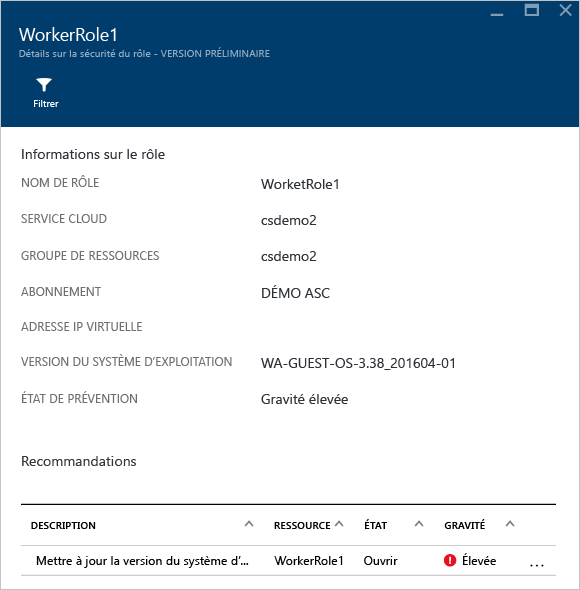 WorkerRole1
Détails sur la sécurité du rôle - VERSION PRÉLIMINAIRE
Filtrer
Informations sur le rôle
NOM DE RÔLE WorketRole1
SERVICE CLOUD csdemo2
GROUPE DE RESSOURCES csdemo2
ABONNEMENT DÉMO ASC
ADRESSE IP VIRTUELLE
VERSION DU SYSTÈME D'EXPLOITATION WA-GUEST-OS-3.38_201604-01
ÉTAT DE PRÉVENTION Gravité élevée
Recommandations
DESCRIPTION RESSOURCE ÉTAT GRAVITÉ
Mettre à jour la version du système d'... WorkerRole1 Ouvrir Élevée ...